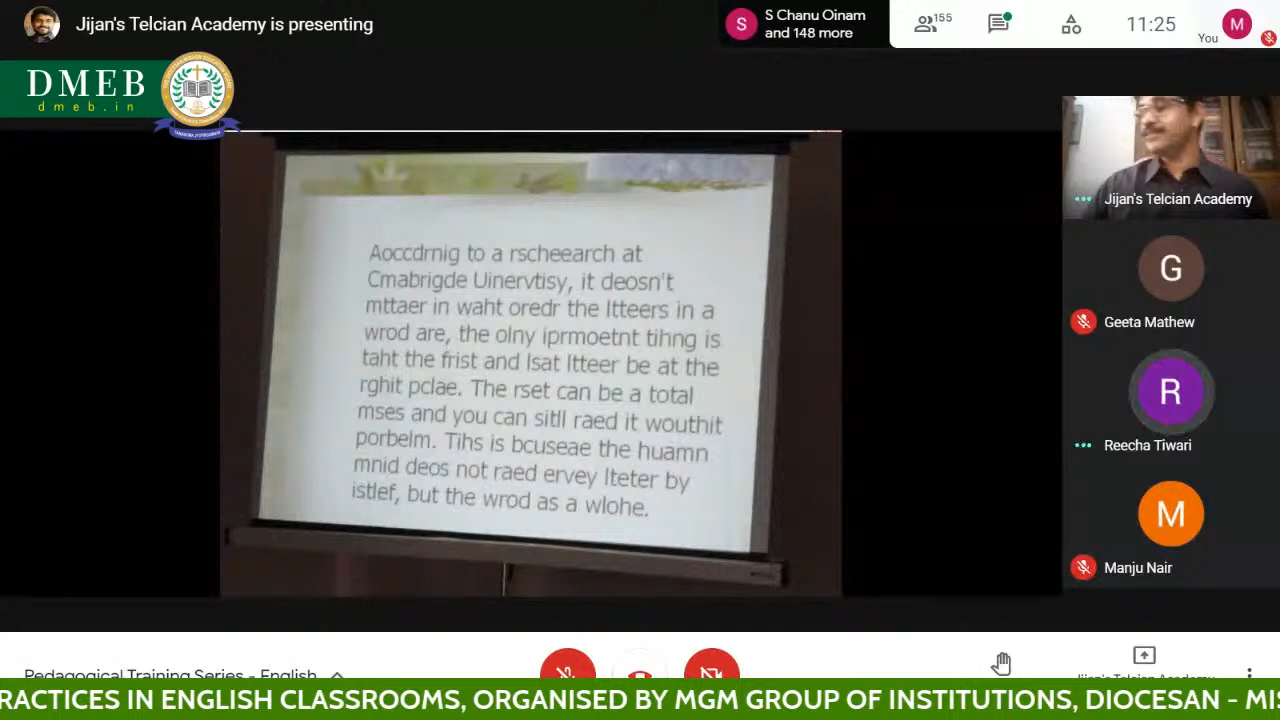 Jijan's Telcian Academy is presenting
S
S Chanu Oinam
and 148 more
155
11:25
You
M
DMEB
dmeb.in
Aoccdrnig to a rscheearch at
Cmabrigde Uinervtisy, it deosn't
mttaer in waht oredr the ltteers in a
wrod are, the olny iprmoetnt tihng is
taht the frist and lsat ltteer be at the
rghit pclae. The rset can be a total
mses and you can sitll raed it wouthit
porbelm. Tihs is bcuseae the huamn
mnid deos not raed ervey lteter by
istlef, but the wrod as a wlohe.
Jijan's Telcian Academy
G
Geeta Mathew
R
Reecha Tiwari
M
Manju Nair
Pedagogical Training Series - English
Jijan's Telcian Academy
RACTICES IN ENGLISH CLASSROOMS, ORGANISED BY MGM GROUP OF INSTITUTIONS, DIOCESAN - MIS